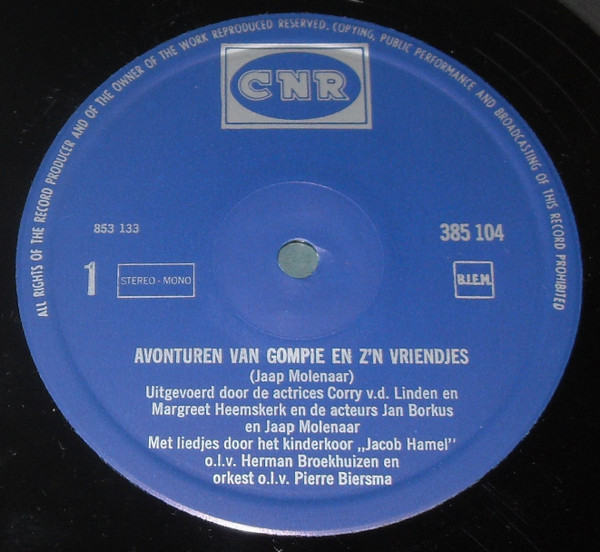 ALL RIGHTS OF THE RECORD PRODUCER AND OF THE OWNER OF THE WORK REPRODUCED RESERVED. COPYING, PUBLIC PERFORMANCE AND BROADCASTING OF THIS RECORD PROHIBITED
CNR
853 133
385 104
1
STEREO - MONO
B.I.E.M.
AVONTUREN VAN GOMPIE EN Z'N VRIENDJES
(Jaap Molenaar)
Uitgevoerd door de actrices Corry v.d. Linden en
Margreet Heemskerk en de acteurs Jan Borkus
en Jaap Molenaar
Met liedjes door het kinderkoor „Jacob Hamel"
o.l.v. Herman Broekhuizen en
orkest o.l.v. Pierre Biersma